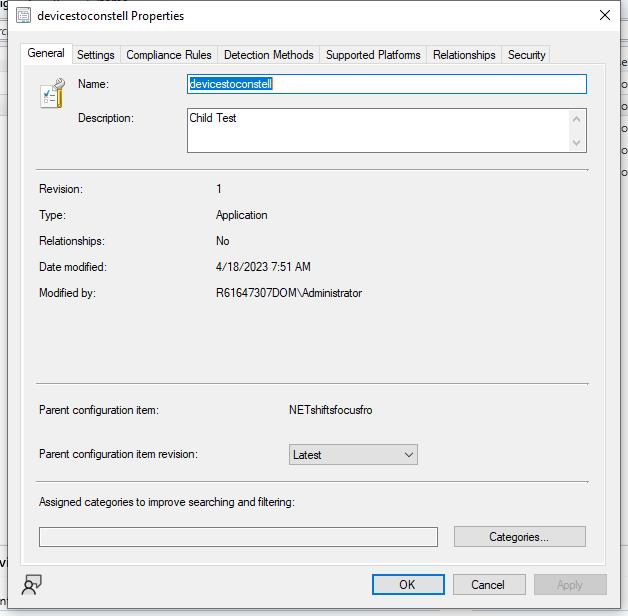 devicestoconstell Properties
General Settings Compliance Rules Detection Methods Supported Platforms Relationships Security
Name: devicestoconstell
Description: Child Test
Revision: 1
Type: Application
Relationships: No
Date modified: 4/18/2023 7:51 AM
Modified by: R61647307DOM\Administrator
Parent configuration item: NETshiftsfocusfro
Parent configuration item revision: Latest
Assigned categories to improve searching and filtering:
Categories...
OK Cancel Apply